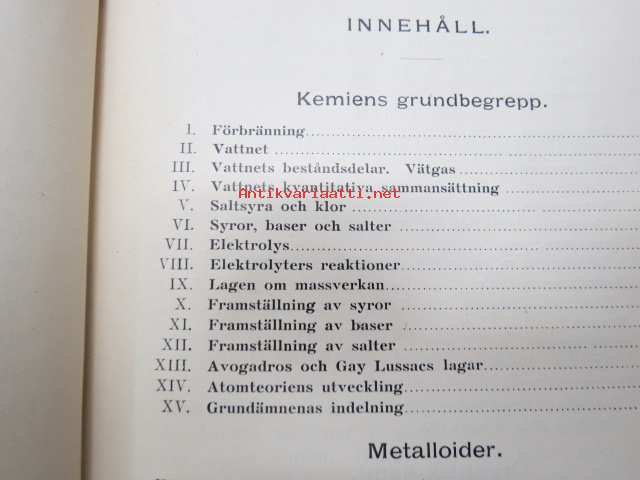 INNEHÅLL.
Kemiens grundbegrepp.
I. Förbränning
II. Vattnet
III. Vattnets beståndsdelar. Vätgas
IV. Vattnets kvantitativa sammansättning
Antikvariaatti.net
V. Saltsyra och klor
VI. Syror, baser och salter
VII. Elektrolys
VIII. Elektrolyters reaktioner
IX. Lagen om massverkan
X. Framställning av syror
XI. Framställning av baser
XII. Framställning av salter
XIII. Avogadros och Gay Lussacs lagar
XIV. Atomteoriens utveckling
XV. Grundämnenas indelning
Metalloider.